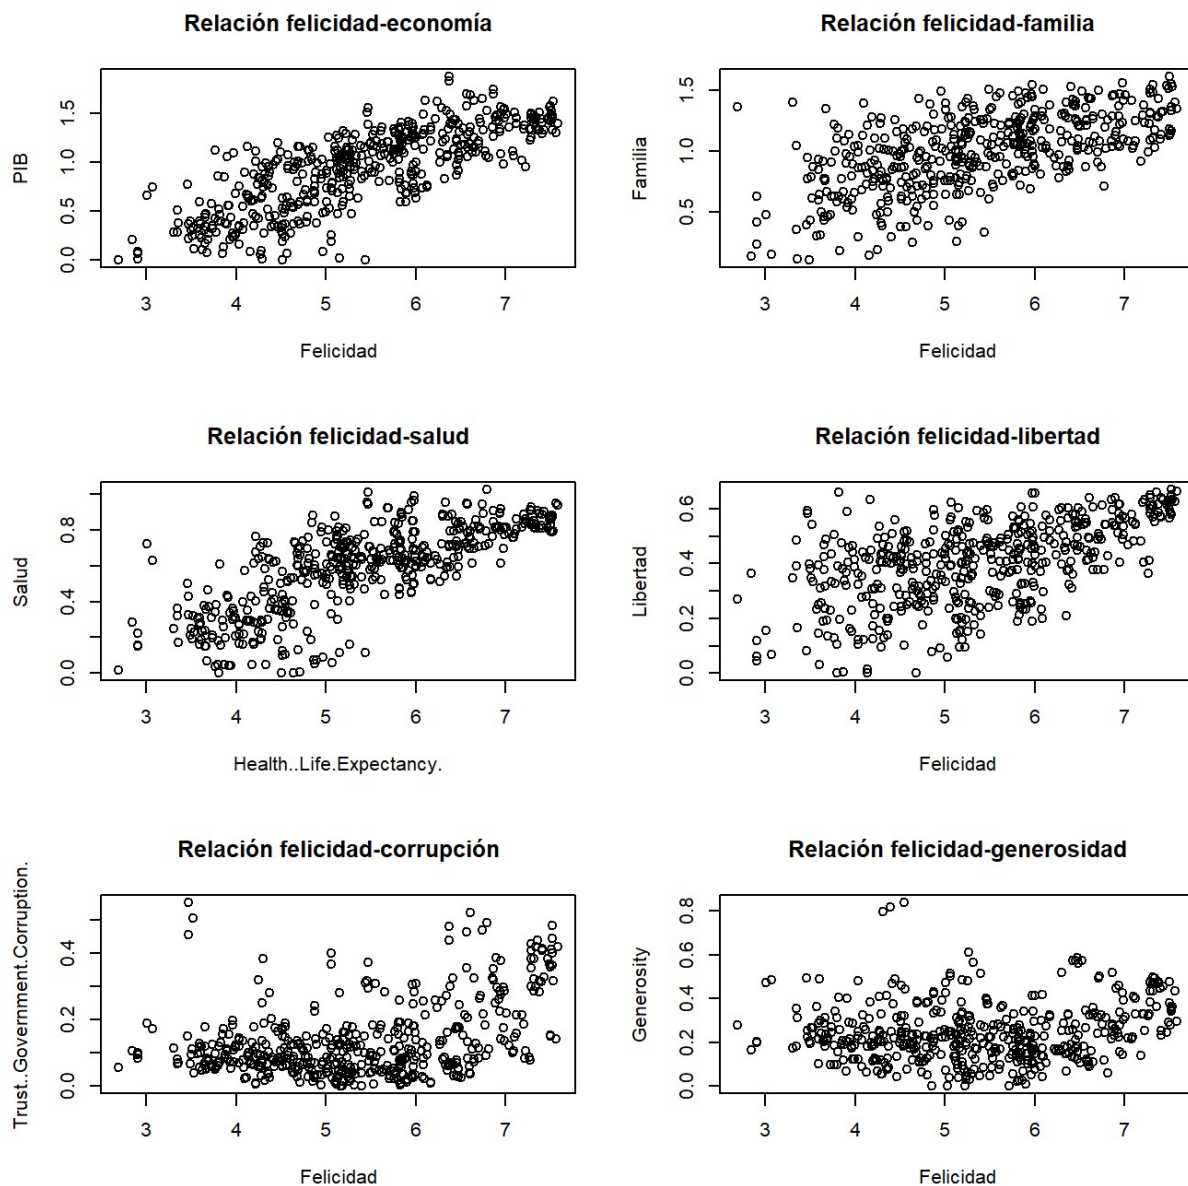 Relación felicidad-economía
PIB
0.0 0.5 1.0 1.5
3 4 5 6 7
Felicidad
Relación felicidad-familia
Familia
0.5 1.0 1.5
3 4 5 6 7
Felicidad
Relación felicidad-salud
Salud
0.0 0.4 0.8
3 4 5 6 7
Health..Life.Expectancy.
Relación felicidad-libertad
Libertad
0.0 0.2 0.4 0.6
3 4 5 6 7
Felicidad
Relación felicidad-corrupción
Trust..Government.Corruption.
0.0 0.2 0.4
3 4 5 6 7
Felicidad
Relación felicidad-generosidad
Generosity
0.0 0.2 0.4 0.6 0.8
3 4 5 6 7
Felicidad